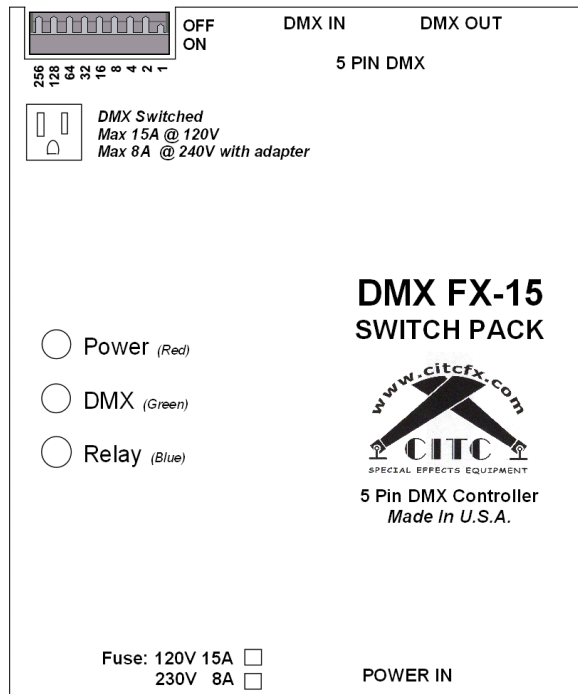 OFF
ON
DMX IN
DMX OUT
5 PIN DMX
256
128
64
32
16
8
4
2
1
DMX Switched
Max 15A @ 120V
Max 8A @ 240V with adapter
DMX FX-15
SWITCH PACK
Power (Red)
DMX (Green)
Relay (Blue)
www.citcfx.com
CITC
SPECIAL EFFECTS EQUIPMENT
5 Pin DMX Controller
Made In U.S.A.
Fuse: 120V 15A
230V 8A
POWER IN